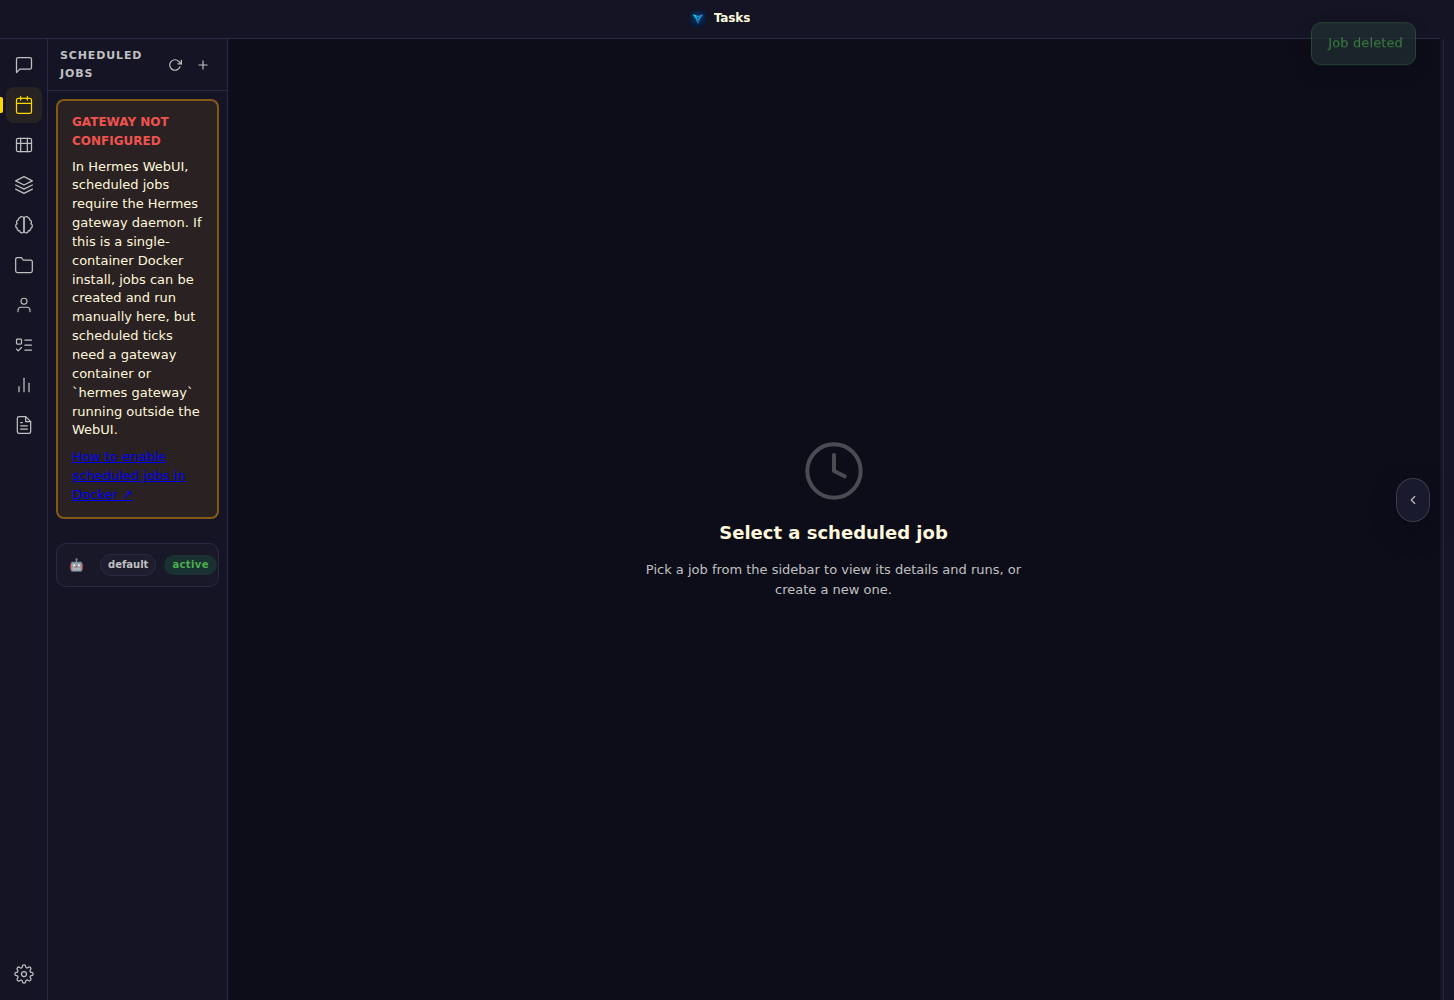 Tasks
Job deleted
SCHEDULED
JOBS
GATEWAY NOT
CONFIGURED
In Hermes WebUI,
scheduled jobs
require the Hermes
gateway daemon. If
this is a single-
container Docker
install, jobs can be
created and run
manually here, but
scheduled ticks
need a gateway
container or
`hermes gateway`
running outside the
WebUI.
How to enable
scheduled jobs in
Docker ↗
default
active
Select a scheduled job
Pick a job from the sidebar to view its details and runs, or
create a new one.